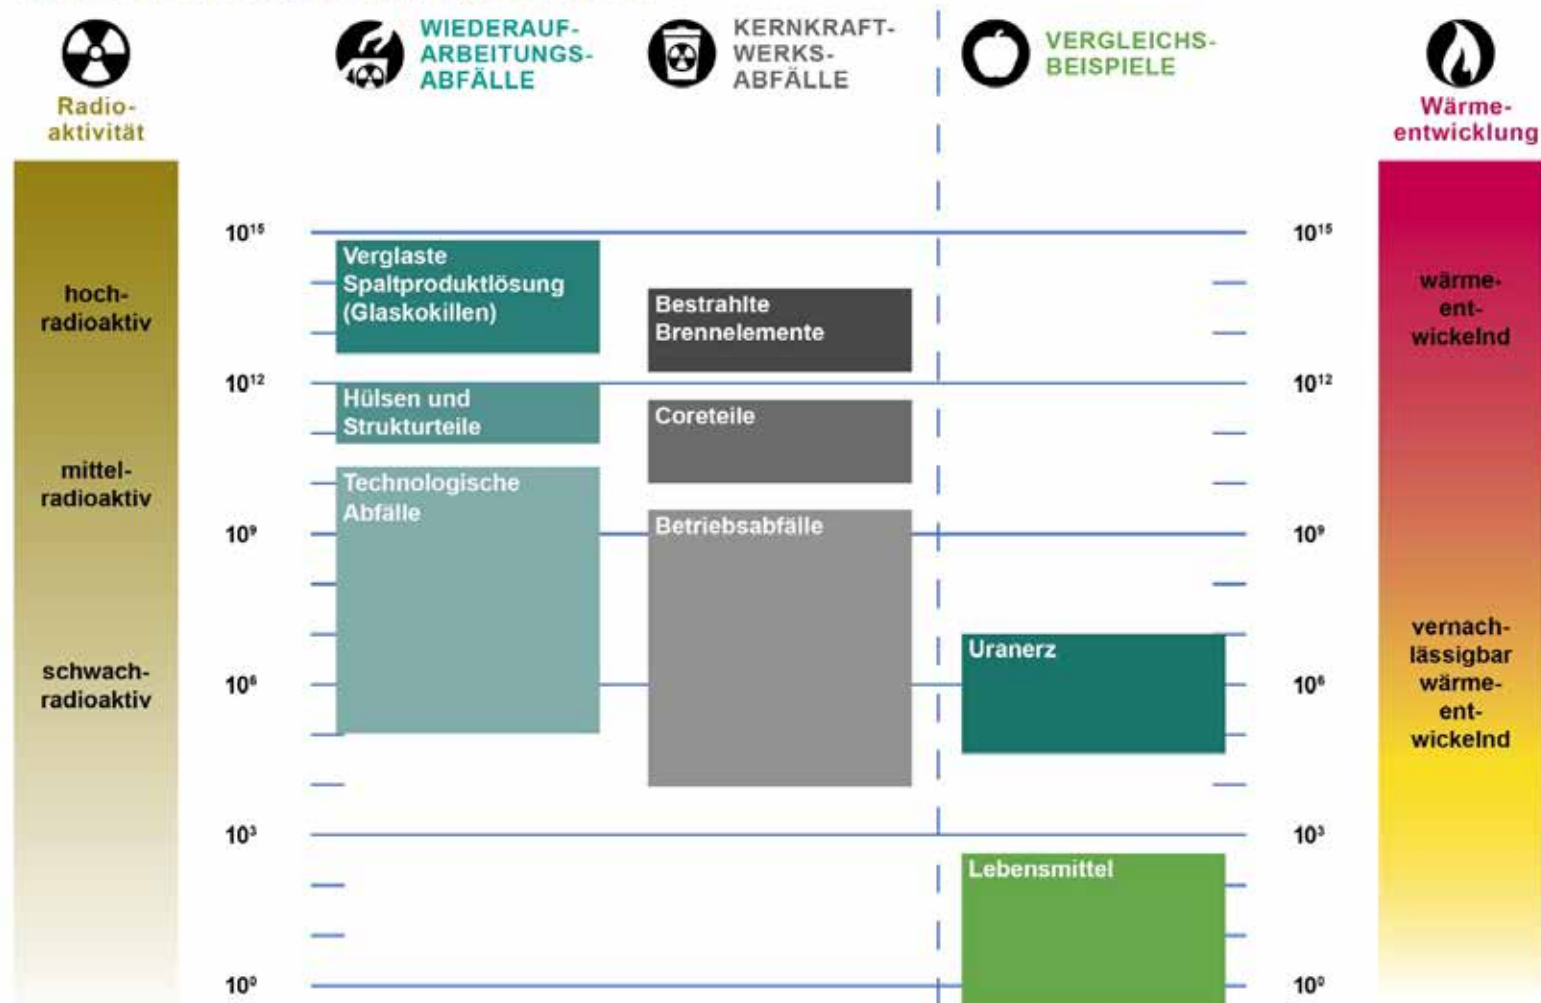 Radio-
aktivität
WIEDERAUF-
ARBEITUNGS-
ABFÄLLE
KERNKRAFT-
WERKS-
ABFÄLLE
VERGLEICHS-
BEISPIELE
Wärme-
entwicklung
hoch-
radioaktiv
mittel-
radioaktiv
schwach-
radioaktiv
10¹⁵
10¹²
10⁹
10⁶
10³
10⁰
Verglaste
Spaltproduktlösung
(Glaskokillen)
Hülsen und
Strukturteile
Technologische
Abfälle
Bestrahlte
Brennelemente
Coreteile
Betriebsabfälle
Uranerz
Lebensmittel
10¹⁵
10¹²
10⁹
10⁶
10³
10⁰
wärme-
ent-
wickelnd
vernach-
lässigbar
wärme-
ent-
wickelnd